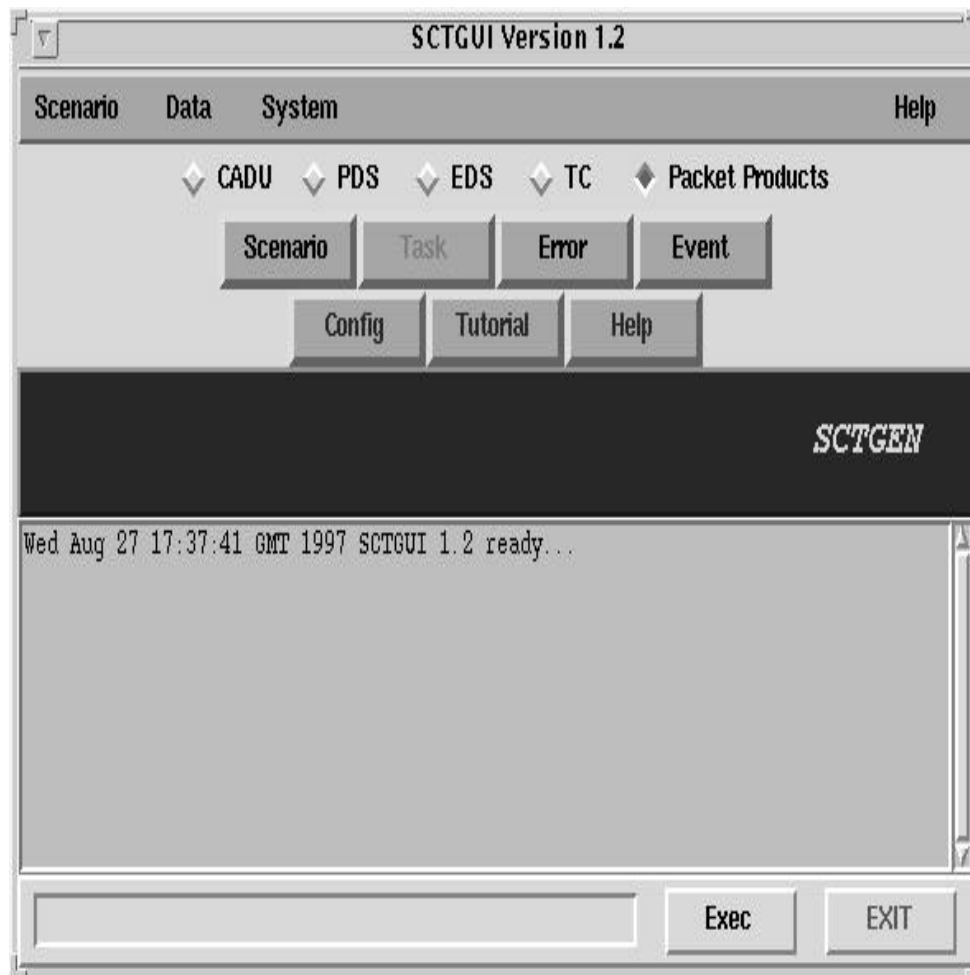 SCTGUI Version 1.2
Scenario Data System Help
CADU PDS EDS TC Packet Products
Scenario Task Error Event
Config Tutorial Help
SCTGEN
Wed Aug 27 17:37:41 GMT 1997 SCTGUI 1.2 ready...
Exec EXIT